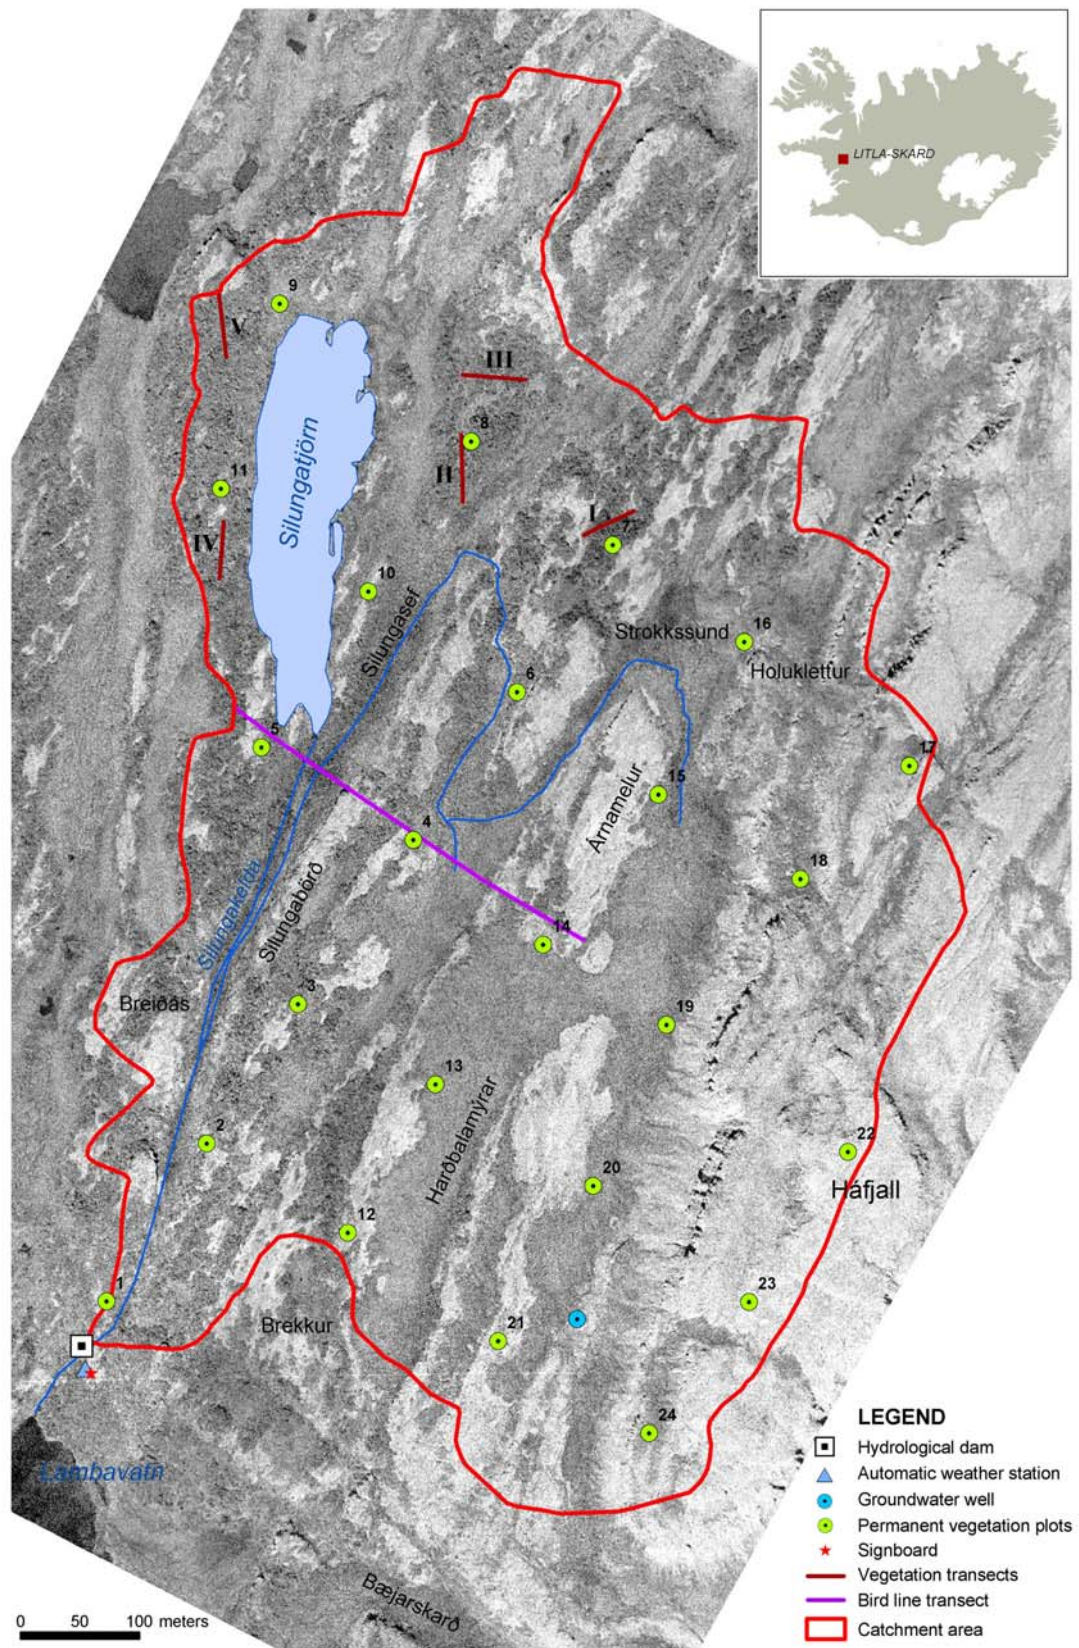 LITLA-SKARD
9
V
III
8
II
11
Silungatjörn
IV
I
7
10
Silungasef
Strokkssund
16
Holuklettur
6
5
17
15
Árnamelur
4
18
Silungakelda
Silungabörð
14
Breiðás
3
19
13
Harðbalamýrar
2
22
20
Háfjall
12
1
23
Brekkur
21
24
Lambavatn
Bæjarskarð
0 50 100 meters
LEGEND
Hydrological dam
Automatic weather station
Groundwater well
Permanent vegetation plots
Signboard
Vegetation transects
Bird line transect
Catchment area